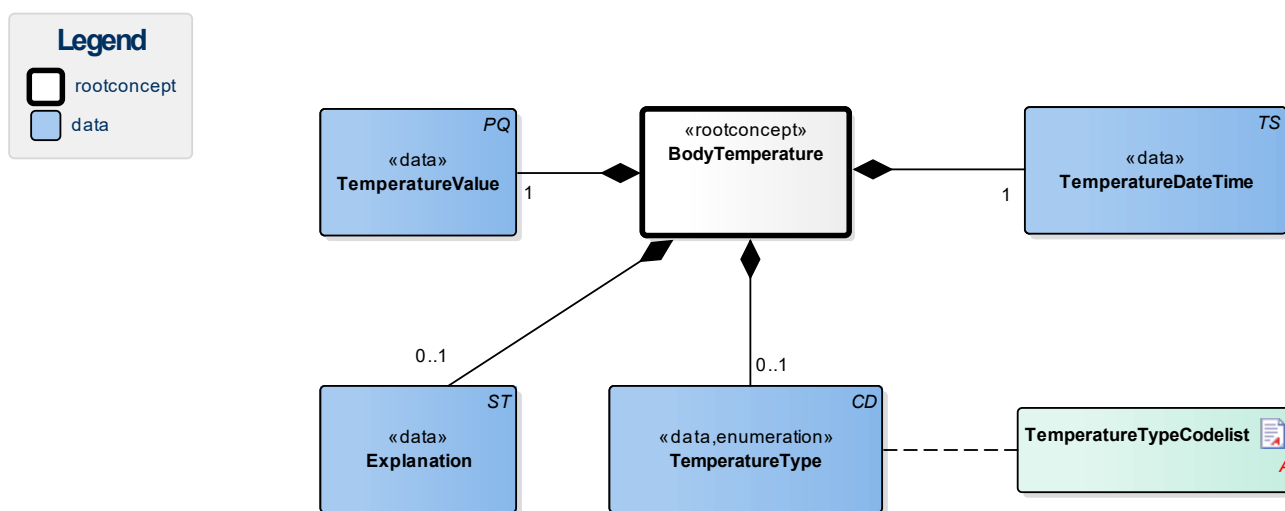 Legend
rootconcept
data
PQ
«data»
TemperatureValue
1
«rootconcept»
BodyTemperature
TS
«data»
TemperatureDateTime
1
0..1
0..1
ST
«data»
Explanation
CD
«data,enumeration»
TemperatureType
TemperatureTypeCodelist